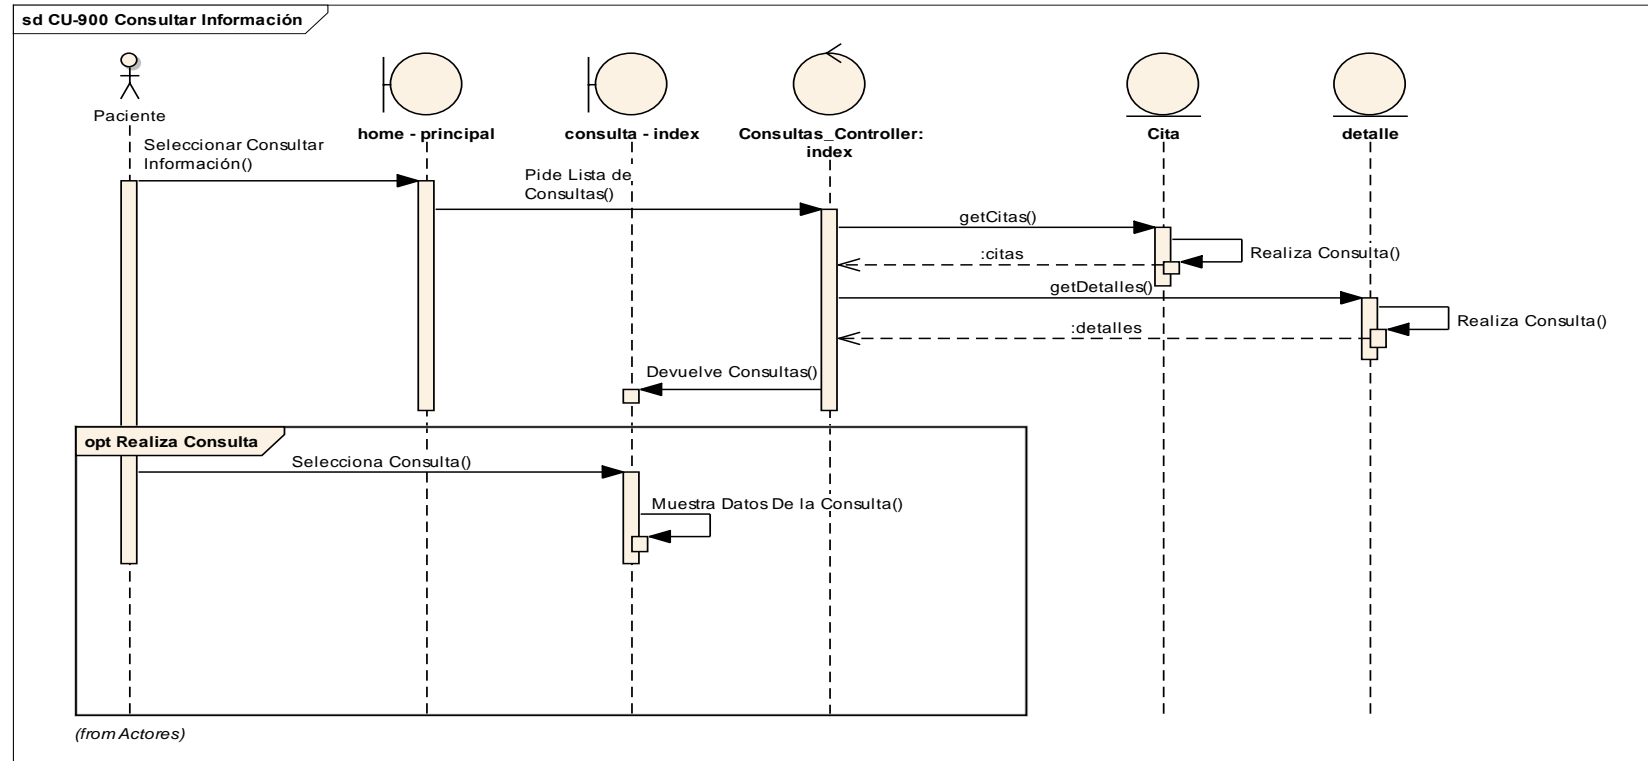 sd CU-900 Consultar Información
Paciente
home - principal
consulta - index
Consultas_Controller:
index
Cita
detalle
Seleccionar Consultar
Información()
Pide Lista de
Consultas()
getCitas()
Realiza Consulta()
:citas
getDetalles()
Realiza Consulta()
:detalles
Devuelve Consultas()
opt Realiza Consulta
Selecciona Consulta()
Muestra Datos De la Consulta()
(from Actores)